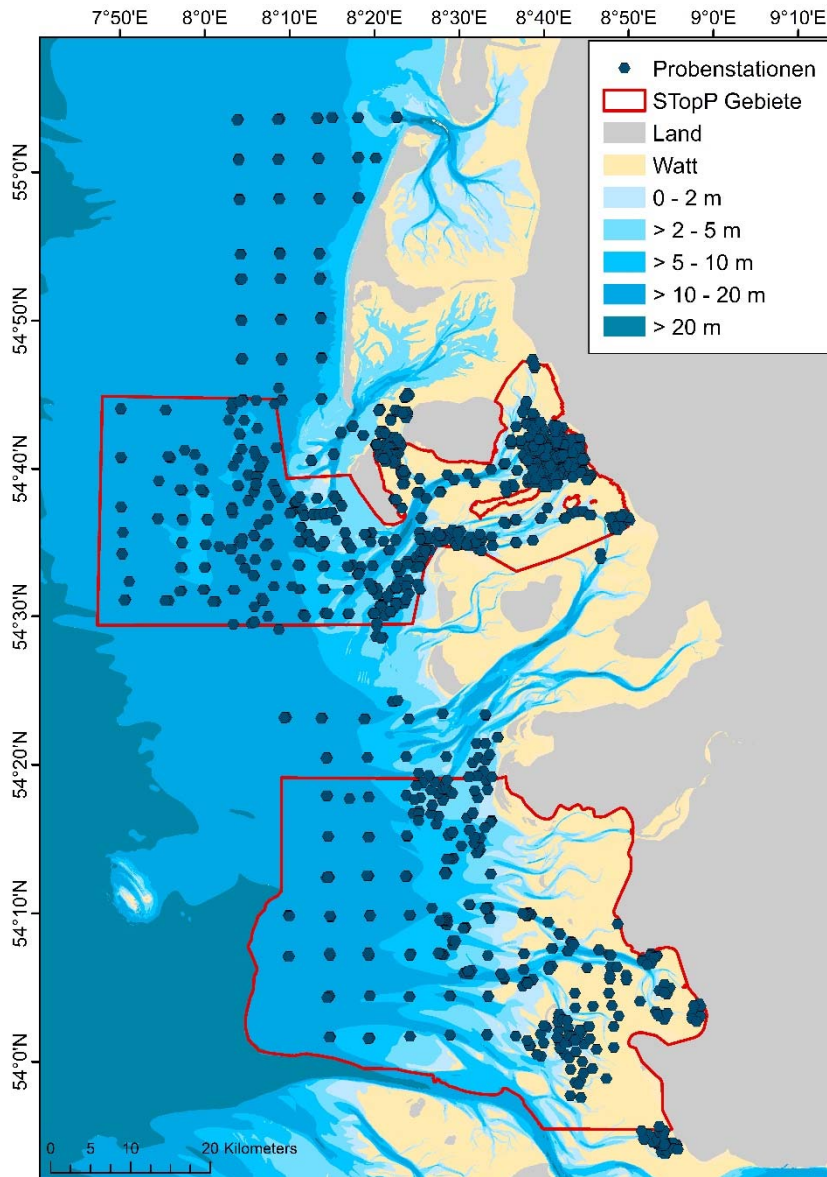 7°50'E 8°0'E 8°10'E 8°20'E 8°30'E 8°40'E 8°50'E 9°0'E 9°10'E
Probenstationen
STopP Gebiete
Land
Watt
0 - 2 m
> 2 - 5 m
> 5 - 10 m
> 10 - 20 m
> 20 m
55°0'N
54°50'N
54°40'N
54°30'N
54°20'N
54°10'N
54°0'N
0 5 10 20 Kilometers